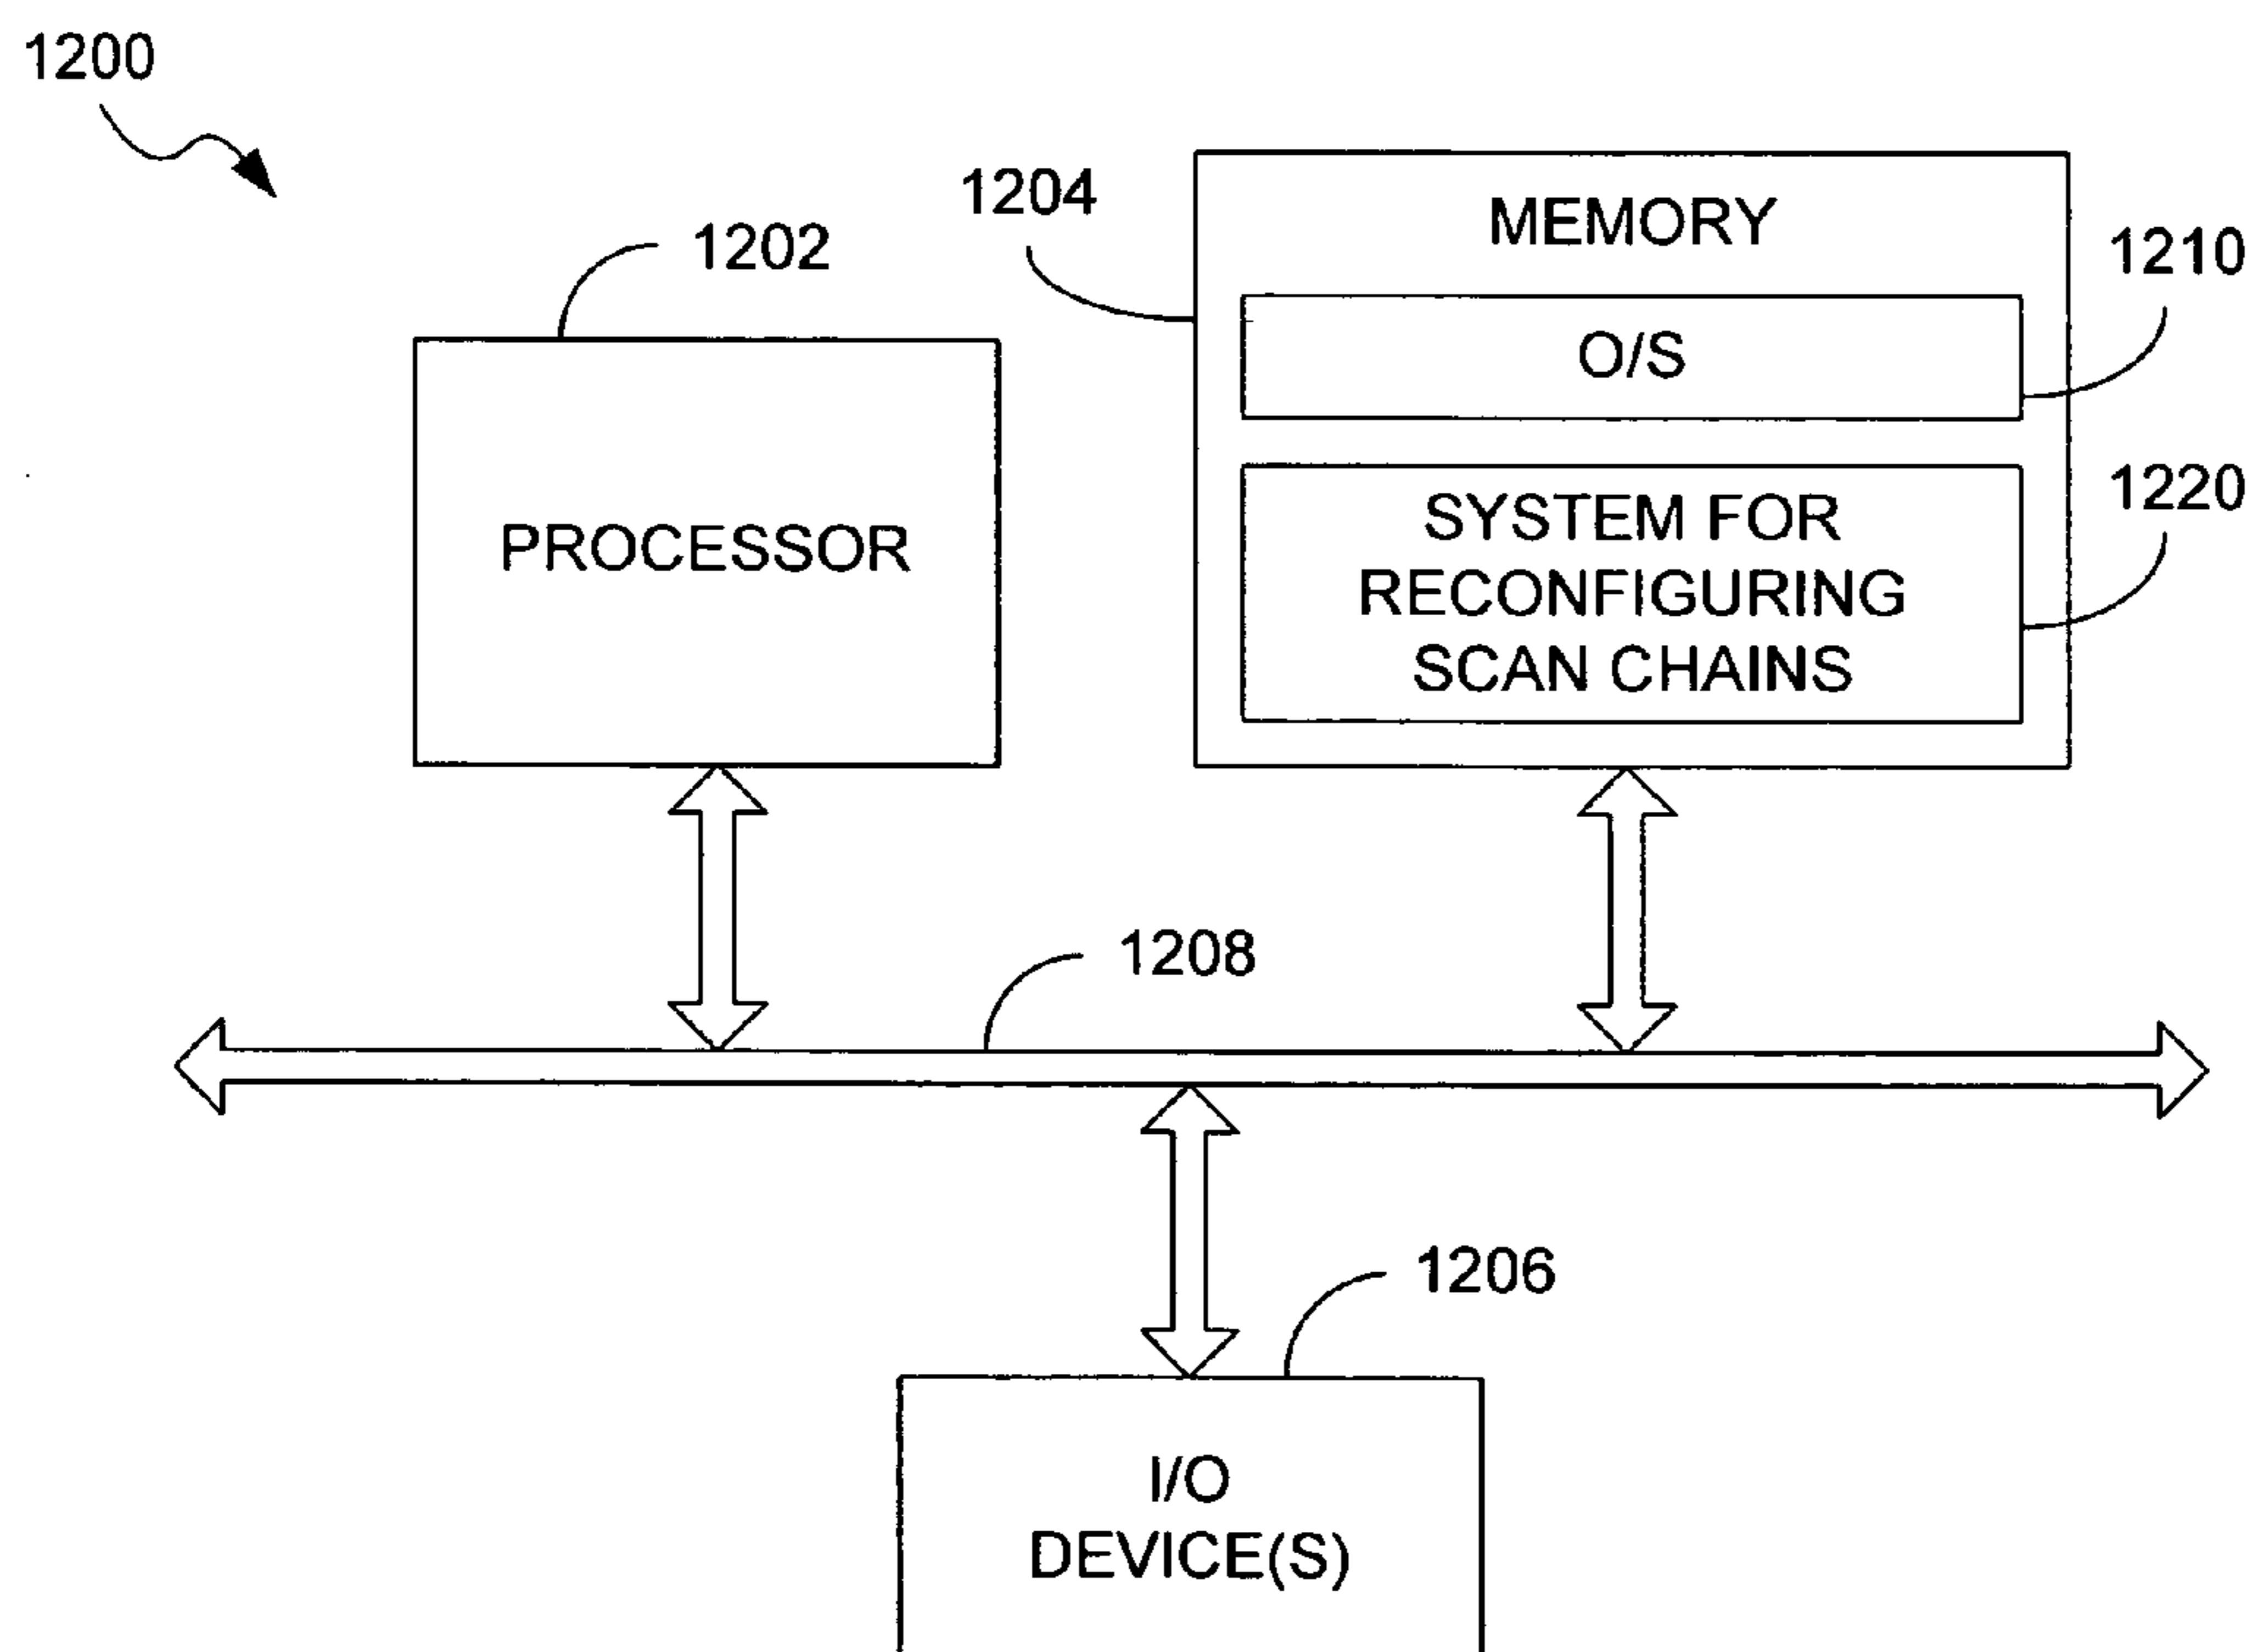 1200
1204
MEMORY
1202
1210
O/S
PROCESSOR
1220
SYSTEM FOR
RECONFIGURING
SCAN CHAINS
1208
1206
I/O
DEVICE(S)